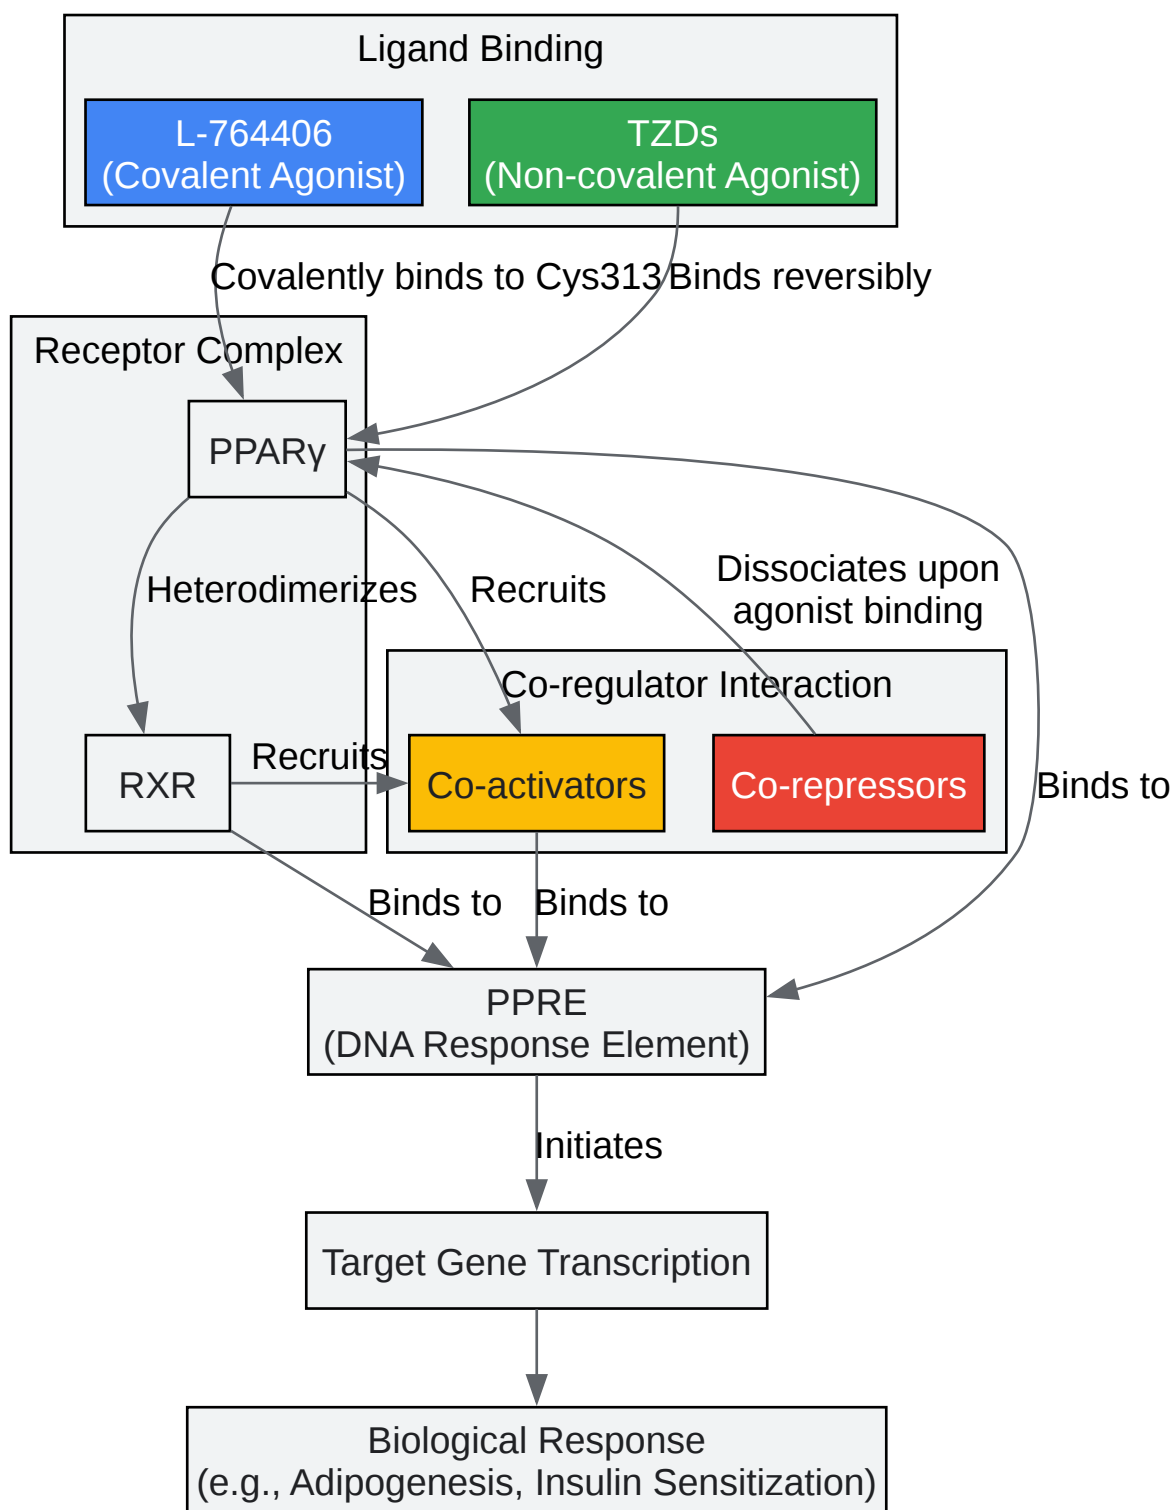 Ligand Binding
L-764406
(Covalent Agonist)
TZDs
(Non-covalent Agonist)
Covalently binds to Cys313
Binds reversibly
Receptor Complex
PPARγ
Heterodimerizes
Recruits
Dissociates upon
agonist binding
Co-regulator Interaction
RXR
Recruits
Co-activators
Co-repressors
Binds to
Binds to
Binds to
PPRE
(DNA Response Element)
Initiates
Target Gene Transcription
Biological Response
(e.g., Adipogenesis, Insulin Sensitization)